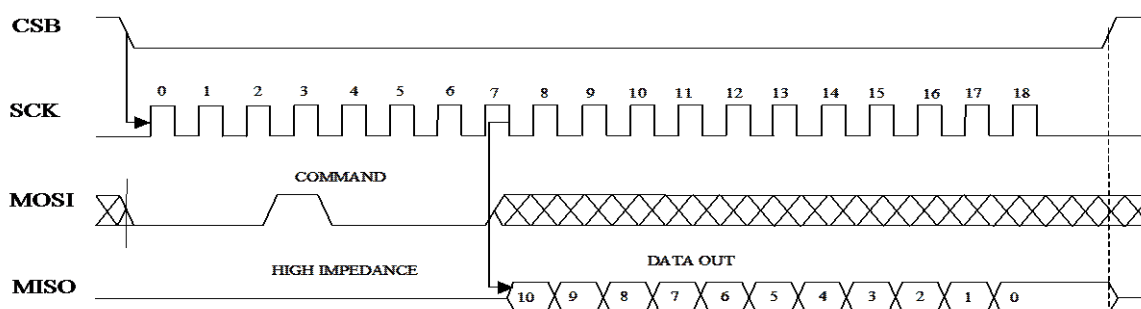 CSB
0 1 2 3 4 5 6 7 8 9 10 11 12 13 14 15 16 17 18
SCK
COMMAND
MOSI
HIGH IMPEDANCE DATA OUT
MISO
10 9 8 7 6 5 4 3 2 1 0